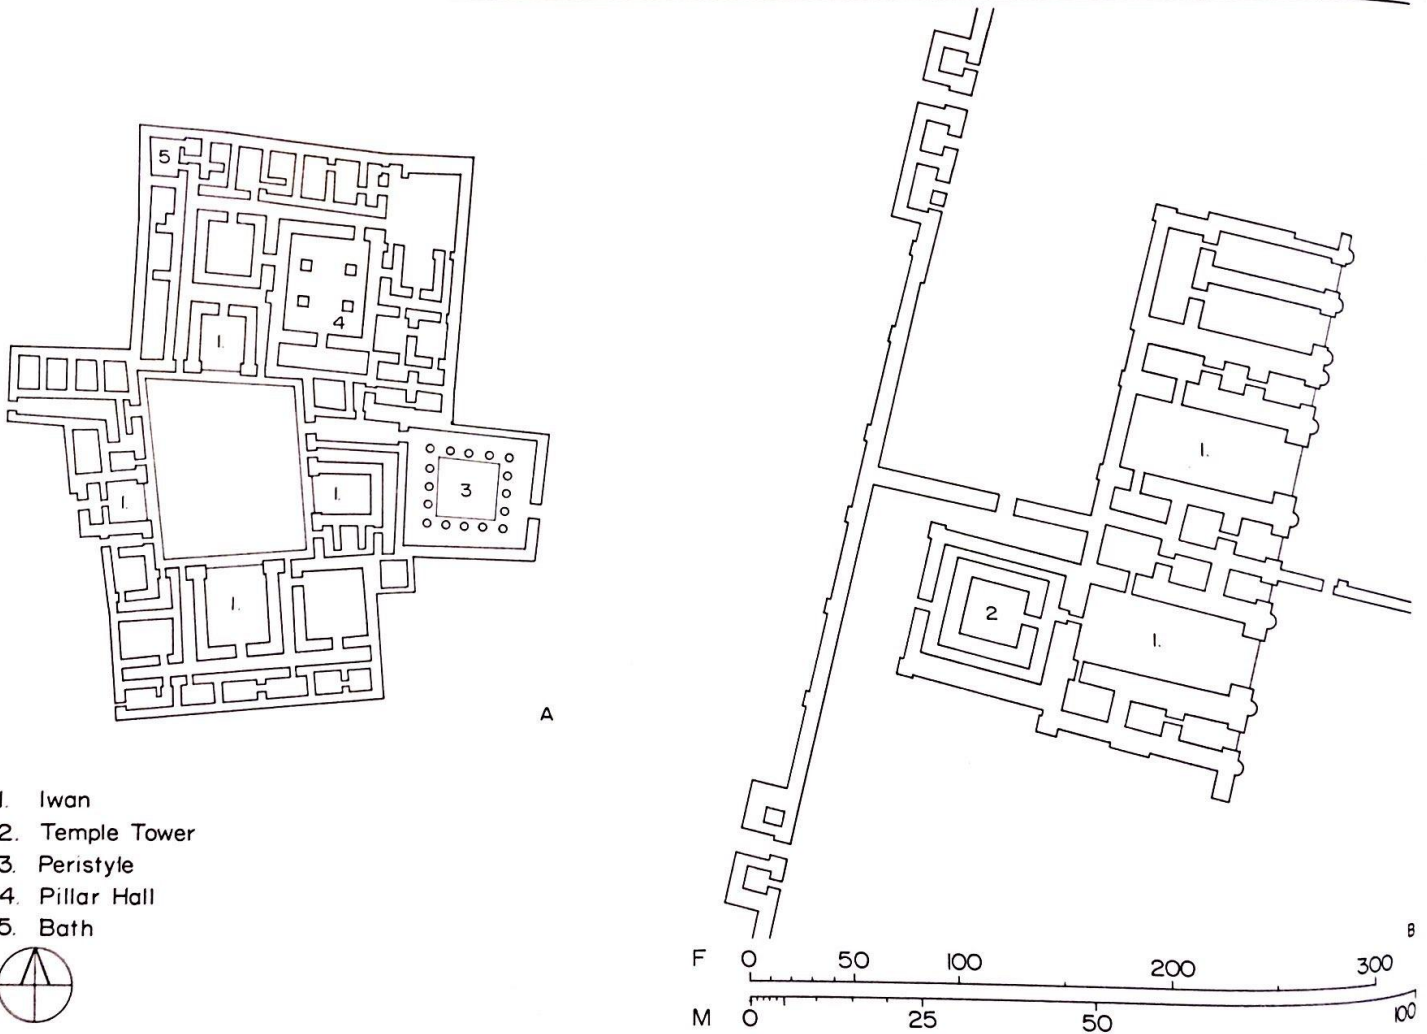 5
4
1.
1.
1.
3
1.
A
1.
2
1.
B
1. Iwan
2. Temple Tower
3. Peristyle
4. Pillar Hall
5. Bath
F 0 50 100 200 300
M 0 25 50 100